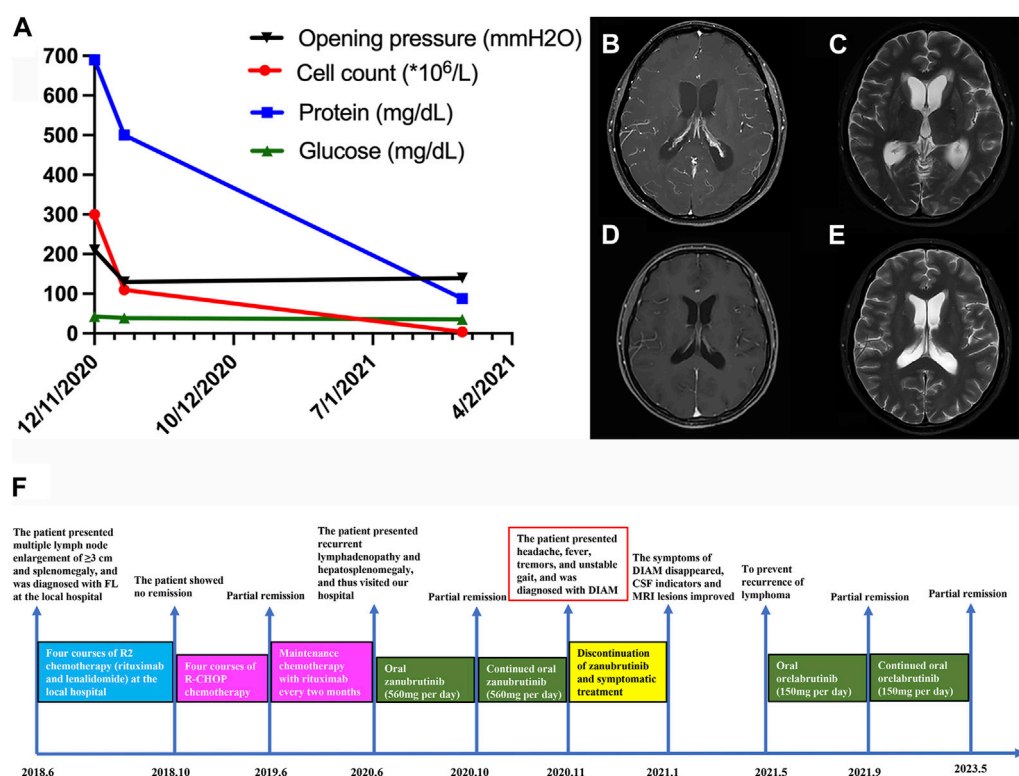 A
Opening pressure (mmH2O)
Cell count (*10⁶/L)
Protein (mg/dL)
Glucose (mg/dL)
700
600
500
400
300
200
100
0
12/11/2020
10/12/2020
7/1/2021
4/2/2021
B
C
D
E
F
The patient presented
multiple lymph node
enlargement of ≥3 cm
and splenomegaly, and
was diagnosed with FL
at the local hospital
The patient showed
no remission
Partial remission
The patient presented
recurrent
lymphadenopathy and
hepatosplenomegaly,
and thus visited our
hospital
Partial remission
The patient presented
headache, fever,
tremors, and unstable
gait, and was
diagnosed with DIAM
The symptoms of
DIAM disappeared,
CSF indicators and
MRI lesions improved
To prevent
recurrence of
lymphoma
Partial remission
Partial remission
Four courses of R2
chemotherapy (rituximab
and lenalidomide) at the
local hospital
Four courses of
R-CHOP
chemotherapy
Maintenance
chemotherapy
with rituximab
every two months
Oral
zanubrutinib
(560mg per day)
Continued oral
zanubrutinib
(560mg per day)
Discontinuation
of zanubrutinib
and symptomatic
treatment
Oral
orelabrutinib
(150mg per day)
Continued oral
orelabrutinib
(150mg per day)
2018.6
2018.10
2019.6
2020.6
2020.10
2020.11
2021.1
2021.5
2021.9
2023.5